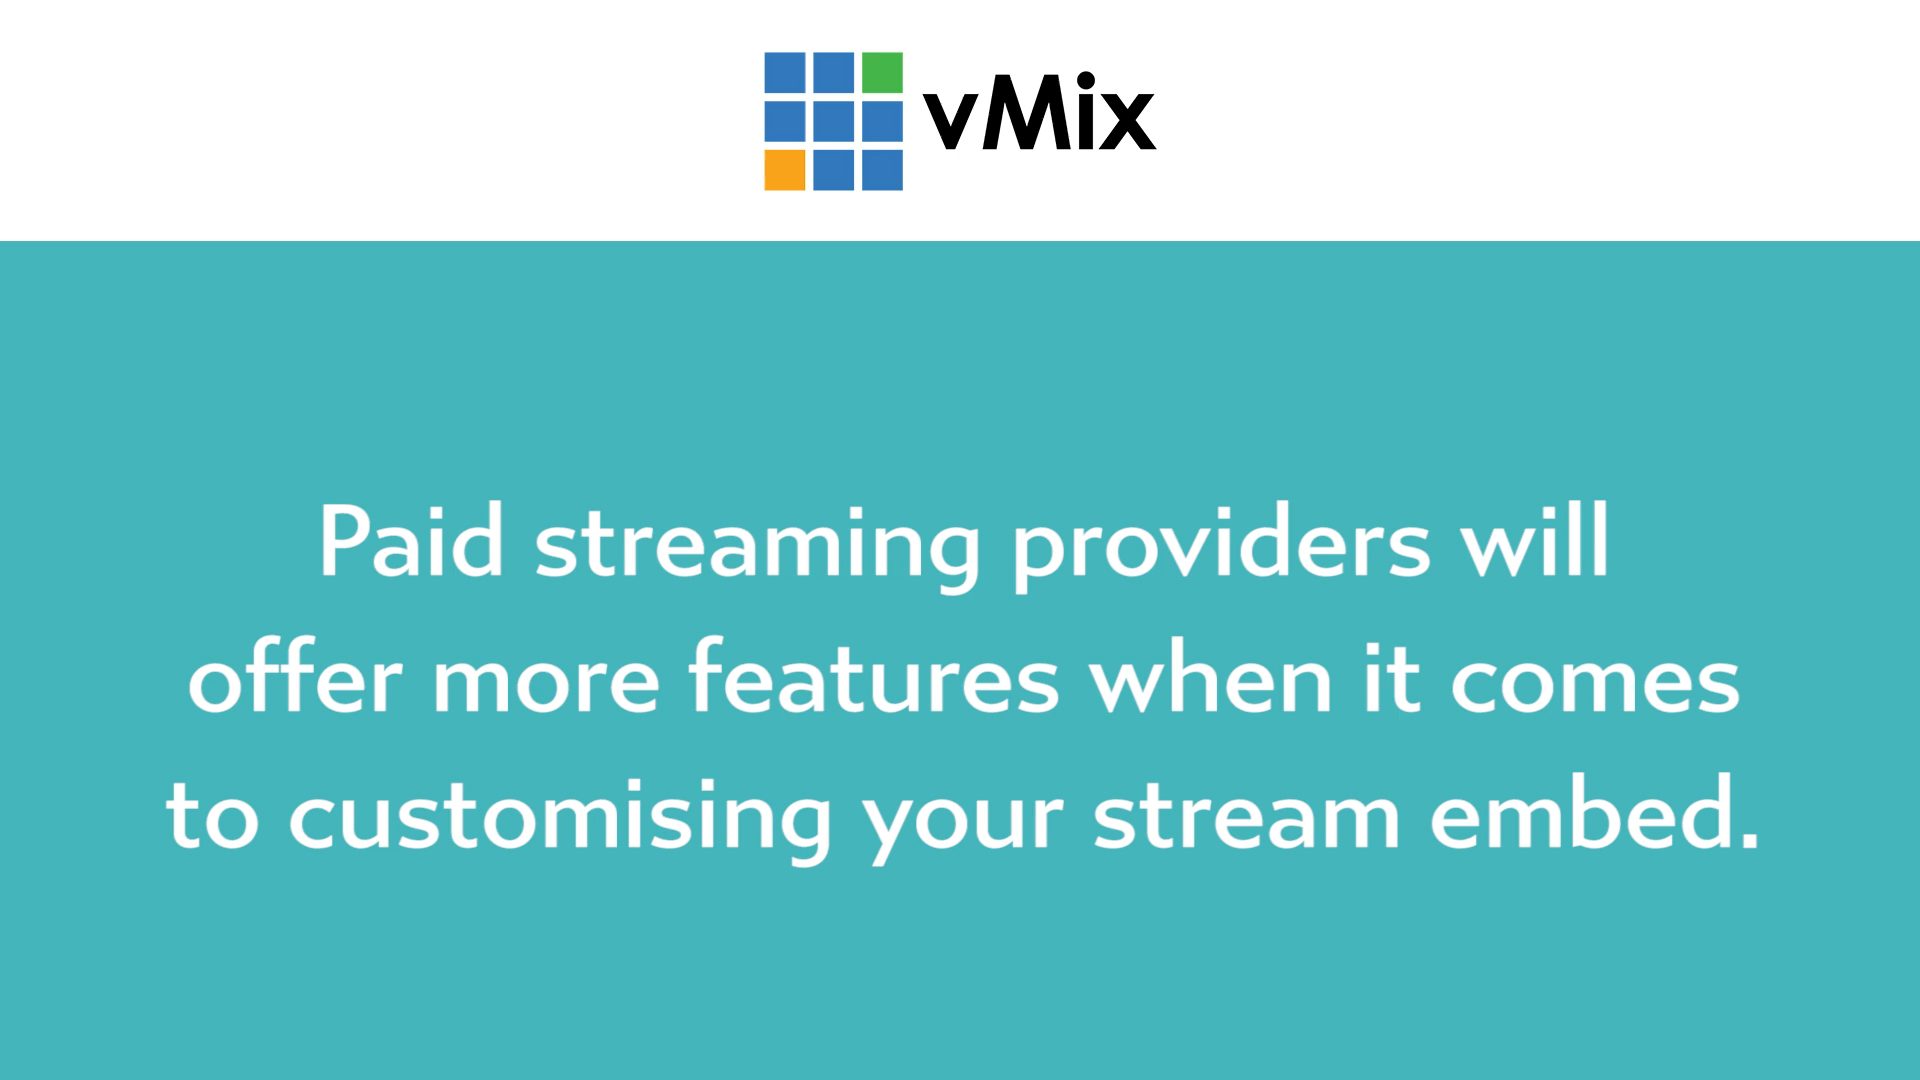 vMix
Paid streaming providers will
offer more features when it comes
to customising your stream embed.